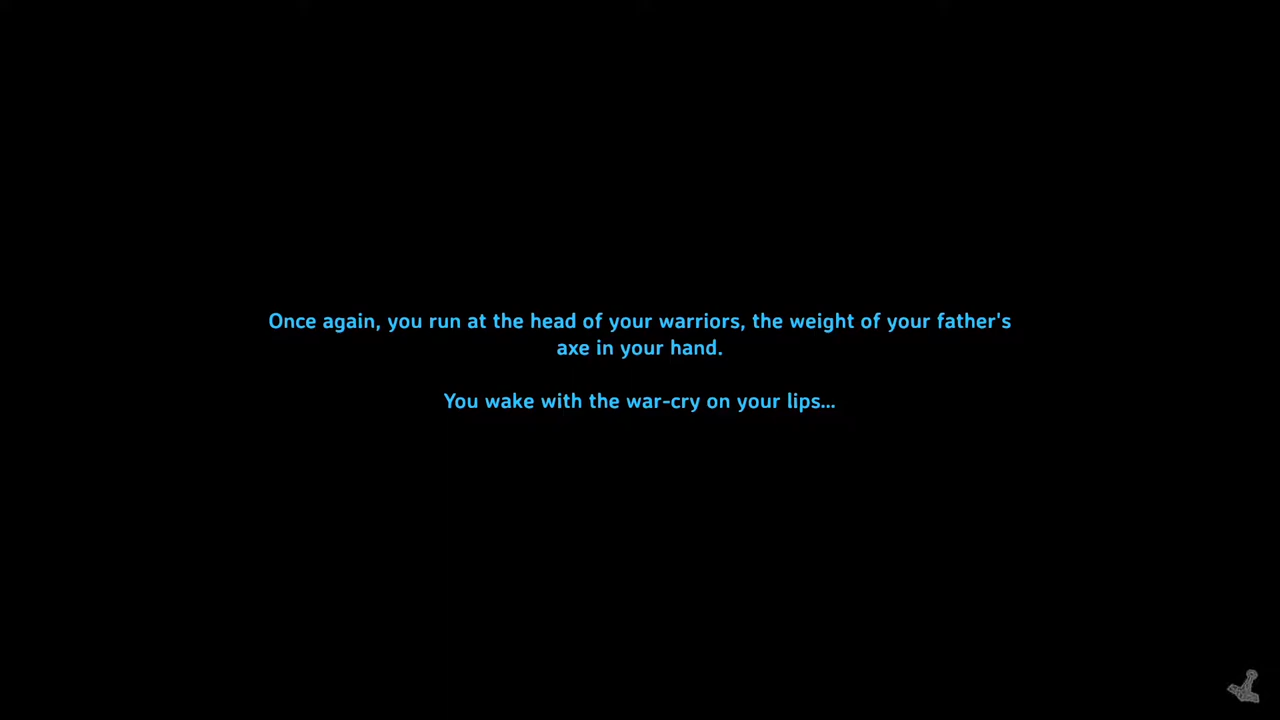 Once again, you run at the head of your warriors, the weight of your father's
axe in your hand.
You wake with the war-cry on your lips...